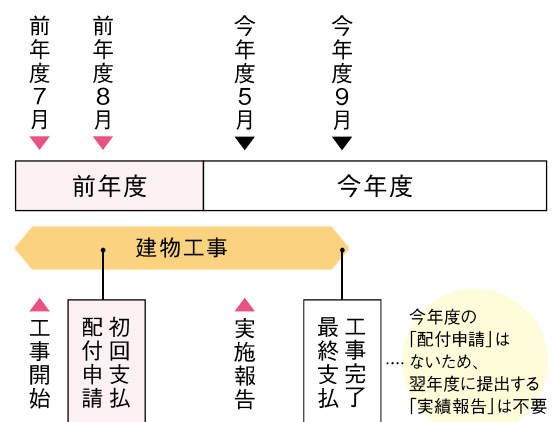 前年度7月
前年度8月
今年度5月
今年度9月
前年度
今年度
建物工事
工事開始
初回支払
配付申請
実施報告
工事完了
最終支払
今年度の
「配付申請」は
ないため、
翌年度に提出する
「実績報告」は不要